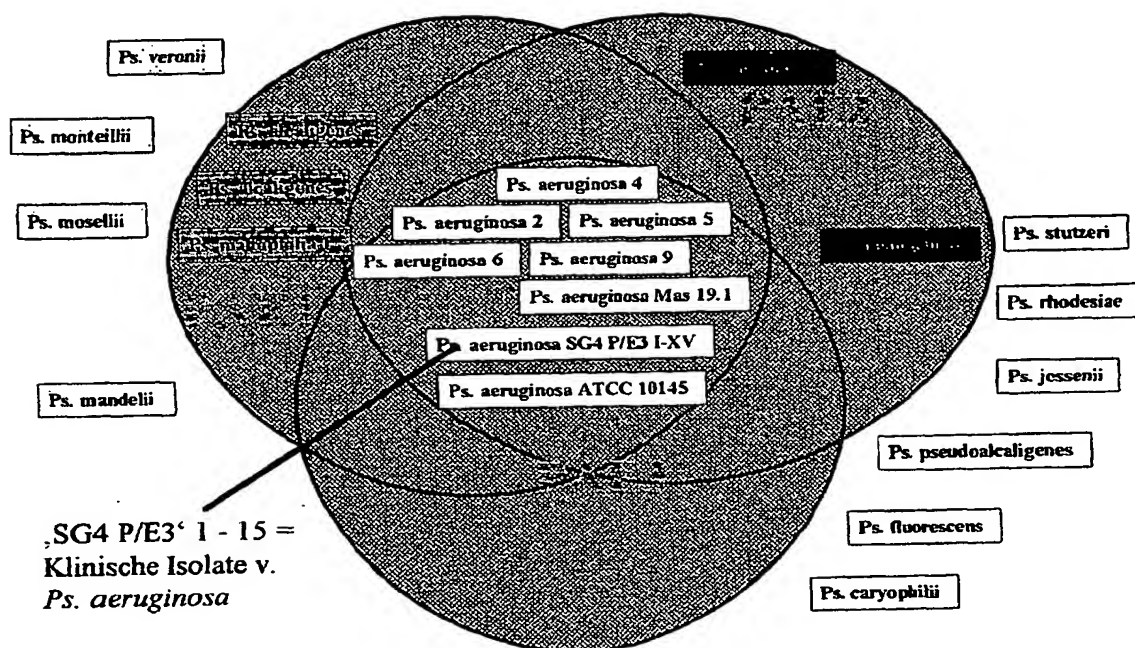 Ps. veronii
Ps. monteillii
Ps. alcaligenes
Ps. mosellii
Ps. aeruginosa 4
Ps. aeruginosa 2
Ps. aeruginosa 5
Ps. aeruginosa 6
Ps. aeruginosa 9
Ps. aeruginosa Mas 19.1
Ps. aeruginosa SG4 P/E3 I-XV
Ps. aeruginosa ATCC 10145
Ps. stutzeri
Ps. rhodesiae
Ps. jessenii
Ps. mandelii
Ps. pseudoalcaligenes
Ps. fluorescens
Ps. caryophilii
‚SG4 P/E3‘ 1 - 15 =
Klinische Isolate v.
Ps. aeruginosa